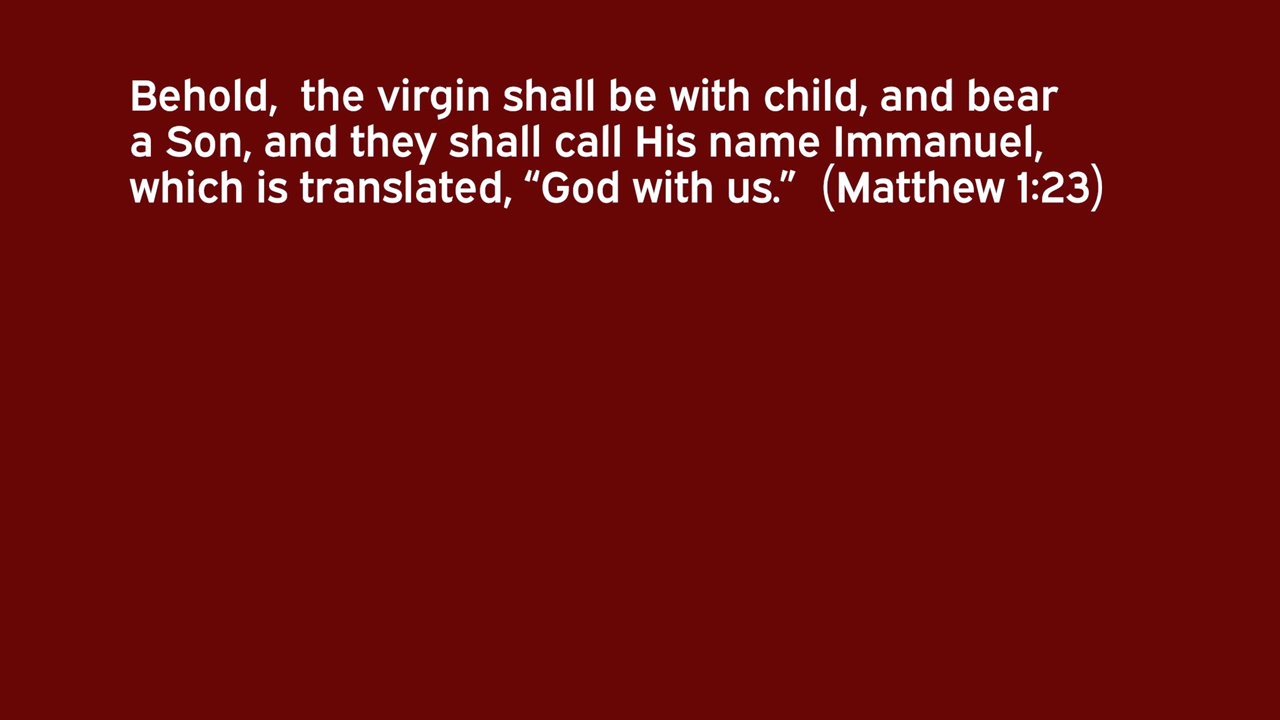 Behold,  the virgin shall be with child, and bear
a Son, and they shall call His name Immanuel,
which is translated, “God with us.”  (Matthew 1:23)